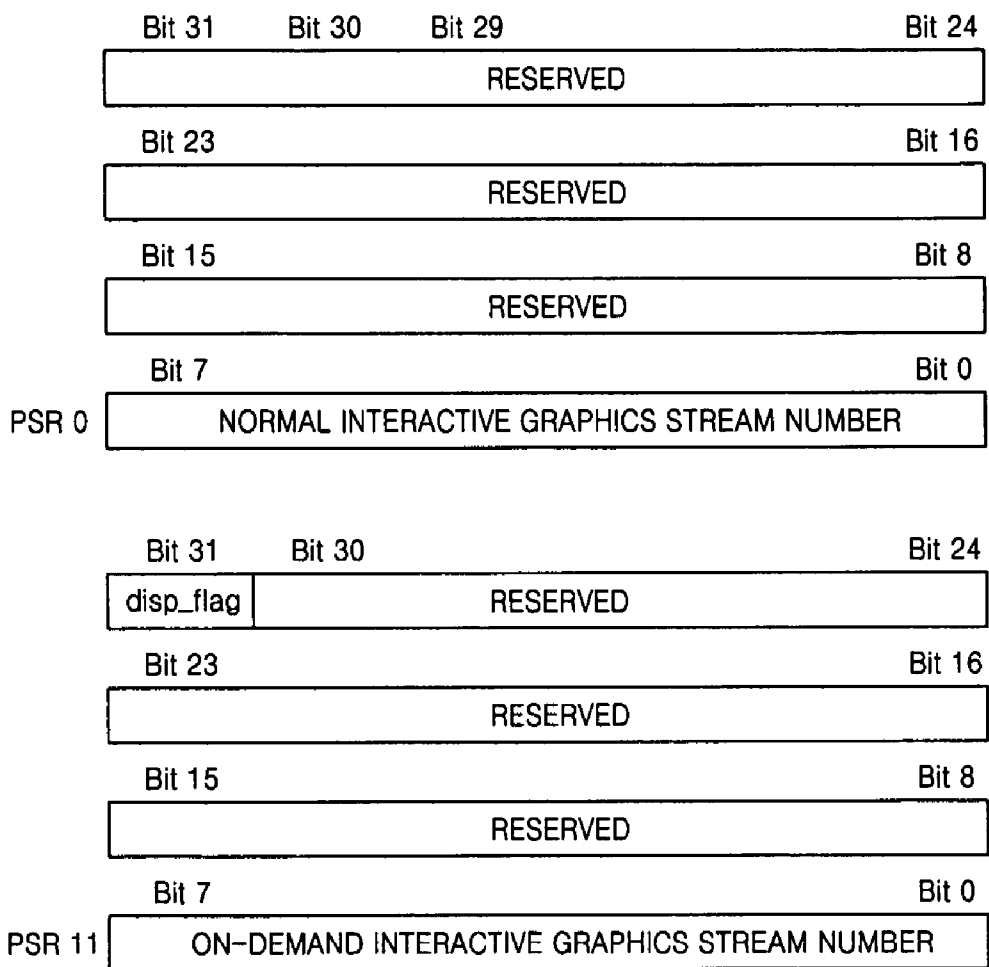 Bit 31 Bit 30 Bit 29 Bit 24
RESERVED
Bit 23 Bit 16
RESERVED
Bit 15 Bit 8
RESERVED
Bit 7 Bit 0
PSR 0 NORMAL INTERACTIVE GRAPHICS STREAM NUMBER
Bit 31 Bit 30 Bit 24
disp_flag RESERVED
Bit 23 Bit 16
RESERVED
Bit 15 Bit 8
RESERVED
Bit 7 Bit 0
PSR 11 ON-DEMAND INTERACTIVE GRAPHICS STREAM NUMBER